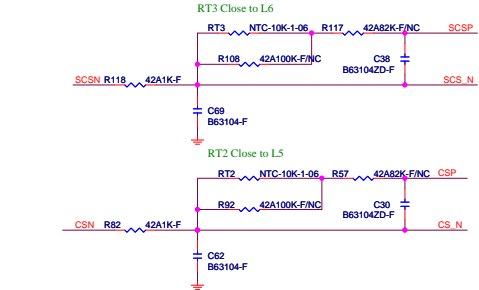 RT3 Close to L6
RT3 NTC-10K-1-06 R117 42A82K-F/NC SCSP
R108 42A100K-F/NC C38
B63104ZD-F
SCSN R118 42A1K-F SCS_N
C69
B63104-F
RT2 Close to L5
RT2 NTC-10K-1-06 R57 42A82K-F/NC CSP
R92 42A100K-F/NC C30
B63104ZD-F
CSN R82 42A1K-F CS_N
C62
B63104-F